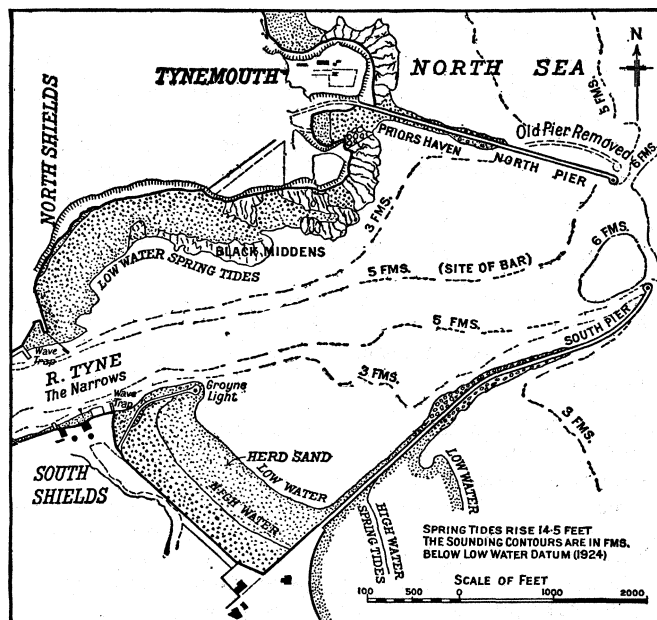 TYNEMOUTH
NORTH SEA
N
5 FMS.
Old Pier Removed
6 FMS.
NORTH SHIELDS
PRIORS HAVEN
NORTH PIER
3 FMS.
BLACK MIDDENS
LOW WATER SPRING TIDES
6 FMS.
5 FMS.
(SITE OF BAR)
5 FMS.
SOUTH PIER
Wave
Trap
R. TYNE
The Narrows
3 FMS.
Wave
Trap
Groyne
Light
3 FMS.
HERD SAND
LOW WATER
HIGH WATER
SOUTH
SHIELDS
LOW WATER
HIGH WATER
SPRING TIDES
SPRING TIDES RISE 14·5 FEET
THE SOUNDING CONTOURS ARE IN FMS.
BELOW LOW WATER DATUM (1924)
SCALE OF FEET
100 500 0 1000 2000